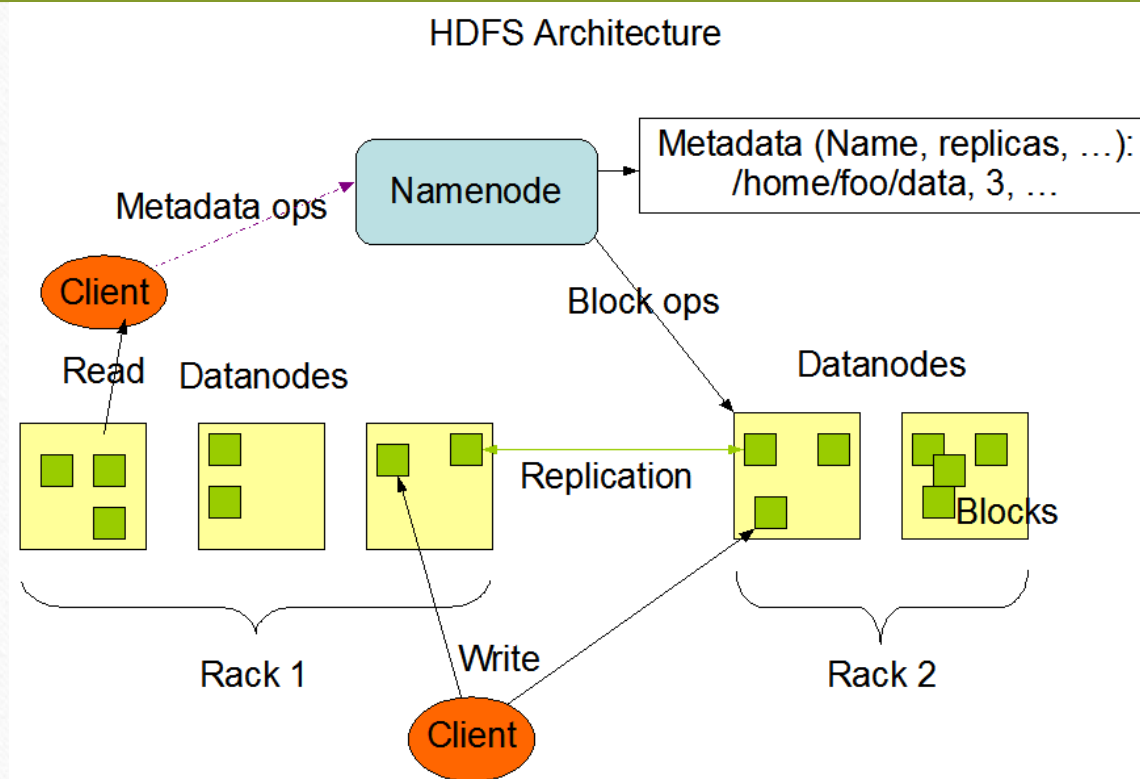 HDFS Architecture
Metadata (Name, replicas, …):
/home/foo/data, 3, …
Namenode
Metadata ops
Client
Block ops
Read
Datanodes
Datanodes
Replication
Blocks
Rack 1
Write
Rack 2
Client